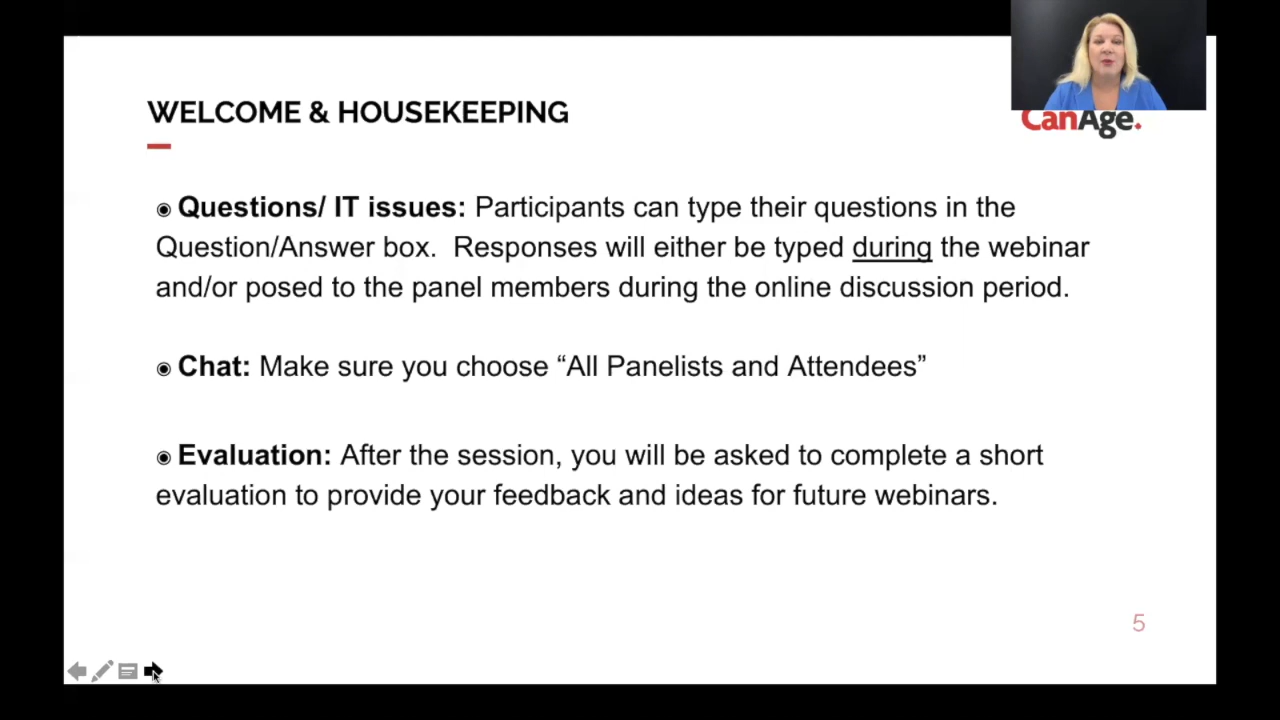 WELCOME & HOUSEKEEPING
CanAge.
◉ Questions/ IT issues: Participants can type their questions in the
Question/Answer box.  Responses will either be typed during the webinar
and/or posed to the panel members during the online discussion period.
◉ Chat: Make sure you choose “All Panelists and Attendees”
◉ Evaluation: After the session, you will be asked to complete a short
evaluation to provide your feedback and ideas for future webinars.
5